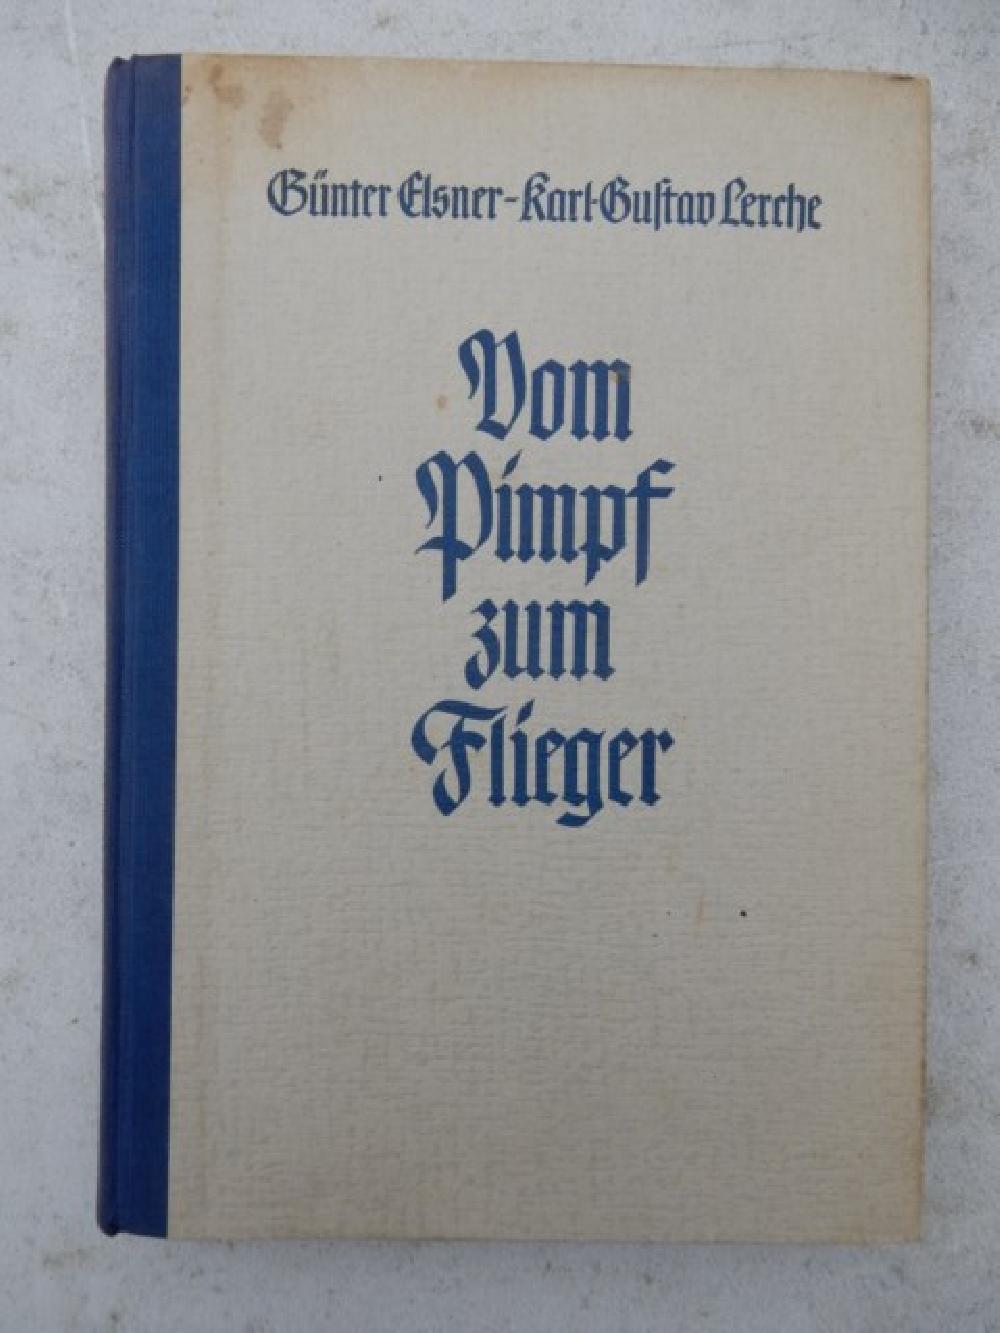 Günter Elsner-Karl-Gustav Lerche
Vom
Pimpf
zum
Flieger